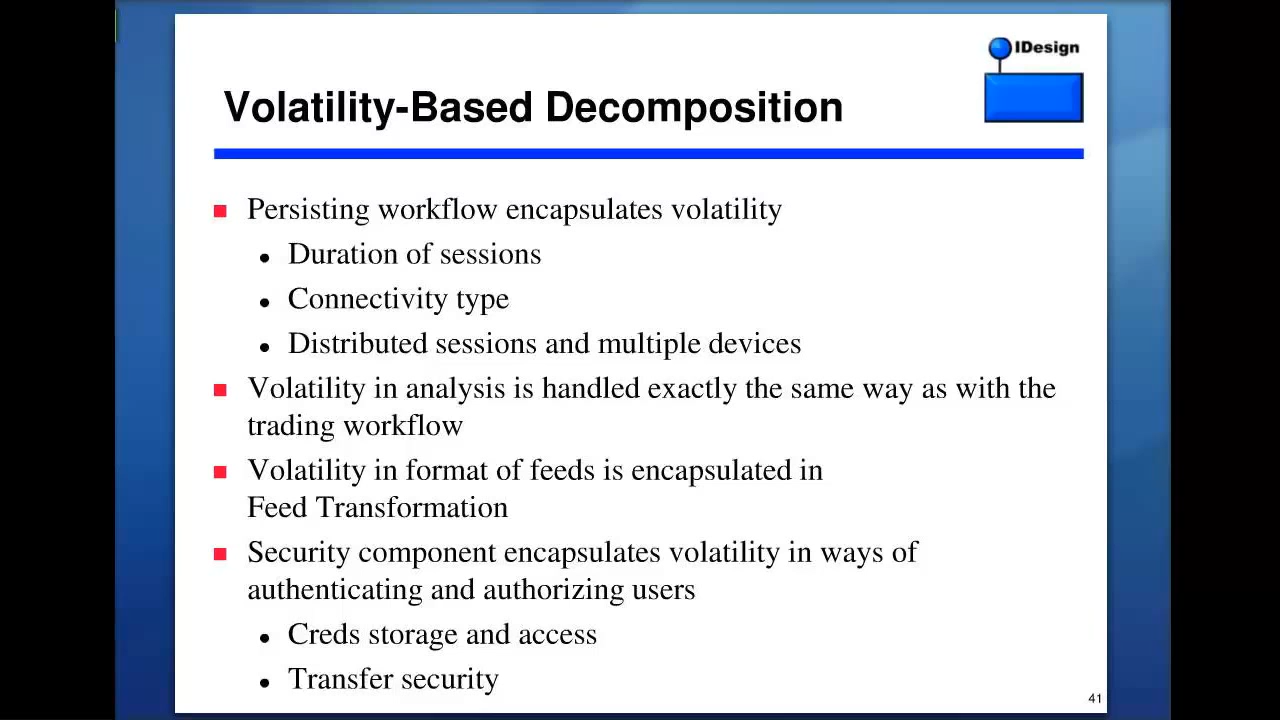 IDesign
Volatility-Based Decomposition
Persisting workflow encapsulates volatility
Duration of sessions
Connectivity type
Distributed sessions and multiple devices
Volatility in analysis is handled exactly the same way as with the
trading workflow
Volatility in format of feeds is encapsulated in
Feed Transformation
Security component encapsulates volatility in ways of
authenticating and authorizing users
Creds storage and access
Transfer security
41